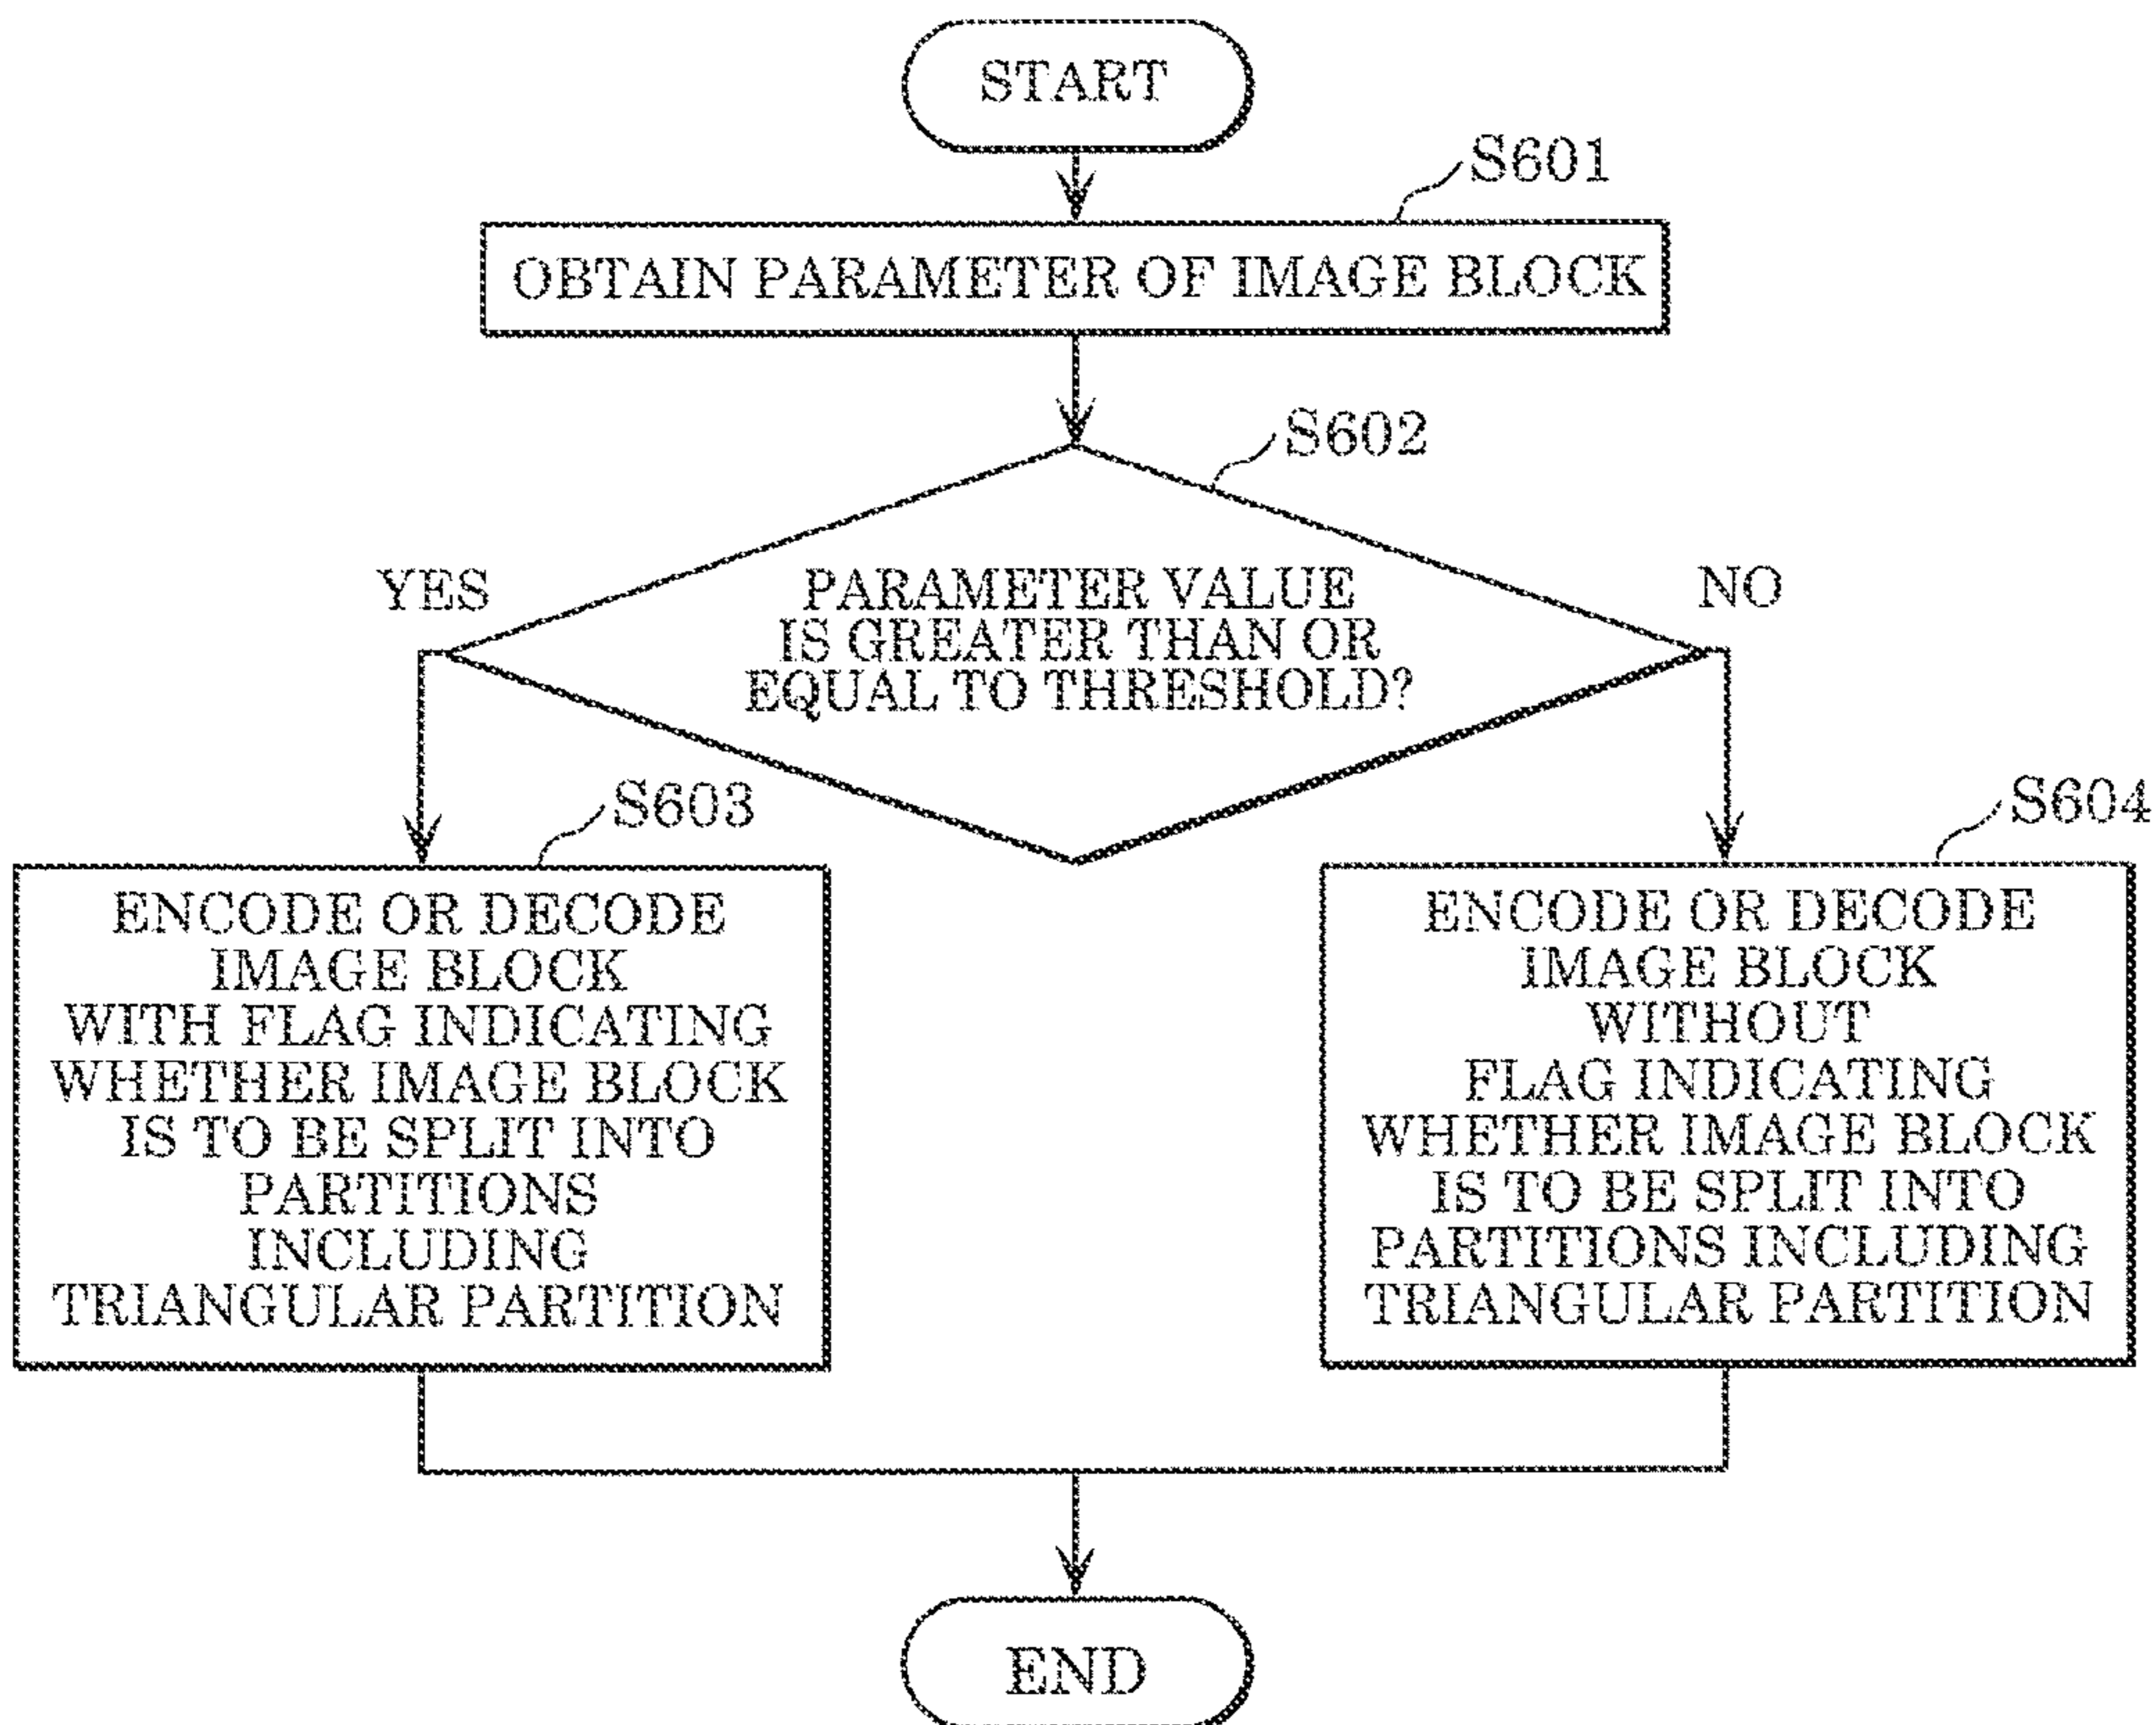 START
S601
OBTAIN PARAMETER OF IMAGE BLOCK
S602
YES
NO
PARAMETER VALUE
IS GREATER THAN OR
EQUAL TO THRESHOLD?
S603
ENCODE OR DECODE
IMAGE BLOCK
WITH FLAG INDICATING
WHETHER IMAGE BLOCK
IS TO BE SPLIT INTO
PARTITIONS
INCLUDING
TRIANGULAR PARTITION
S604
ENCODE OR DECODE
IMAGE BLOCK
WITHOUT
FLAG INDICATING
WHETHER IMAGE BLOCK
IS TO BE SPLIT INTO
PARTITIONS INCLUDING
TRIANGULAR PARTITION
END